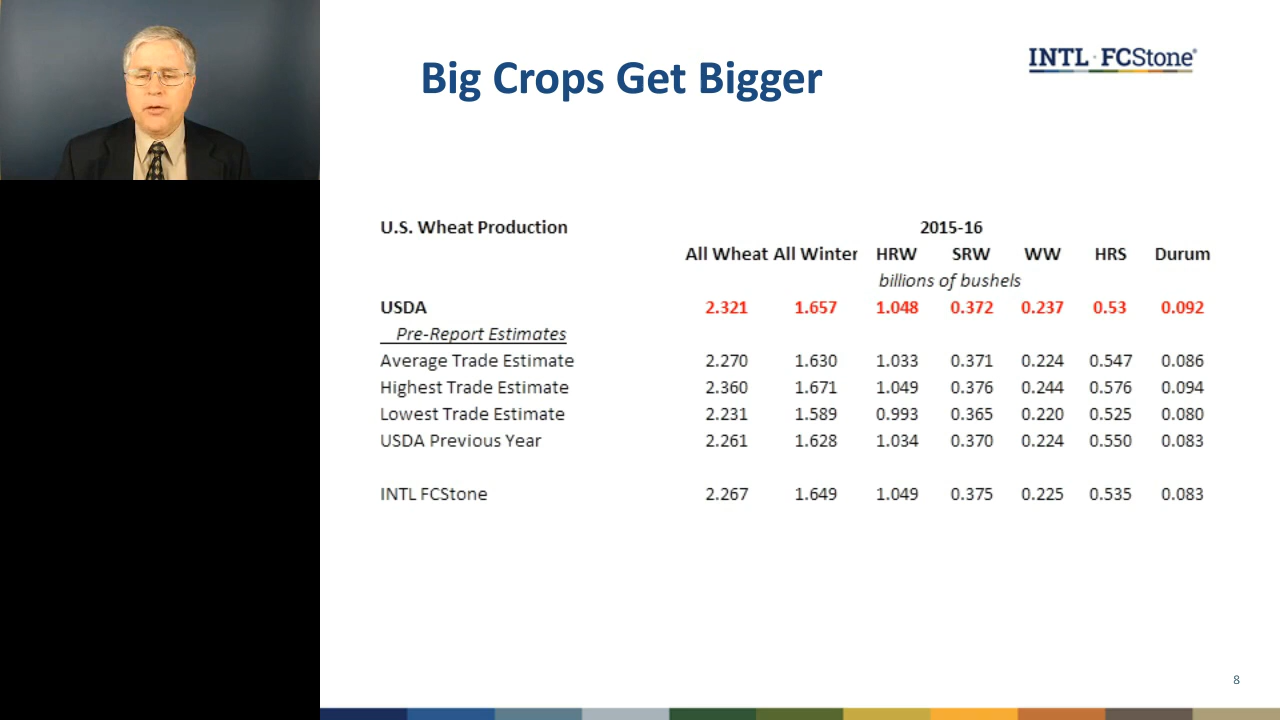 Big Crops Get Bigger
INTL FCStone®
U.S. Wheat Production 2015-16
All Wheat All Winter HRW SRW WW HRS Durum
billions of bushels
USDA 2.321 1.657 1.048 0.372 0.237 0.53 0.092
Pre-Report Estimates
Average Trade Estimate 2.270 1.630 1.033 0.371 0.224 0.547 0.086
Highest Trade Estimate 2.360 1.671 1.049 0.376 0.244 0.576 0.094
Lowest Trade Estimate 2.231 1.589 0.993 0.365 0.220 0.525 0.080
USDA Previous Year 2.261 1.628 1.034 0.370 0.224 0.550 0.083
INTL FCStone 2.267 1.649 1.049 0.375 0.225 0.535 0.083
8